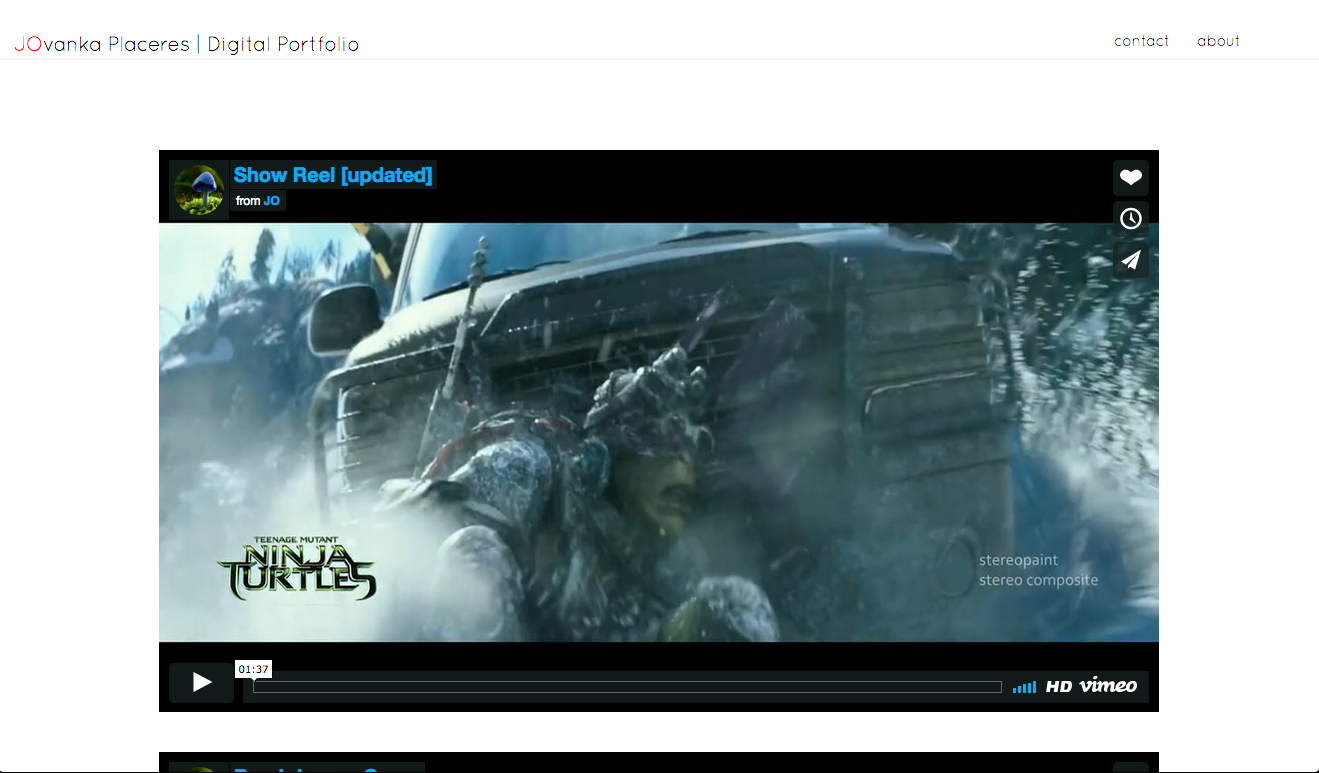 JOvanka Placeres | Digital Portfolio
contact about
Show Reel [updated]
from JO
TEENAGE MUTANT
NINJA
TURTLES
stereopaint
stereo composite
01:37
HD vimeo